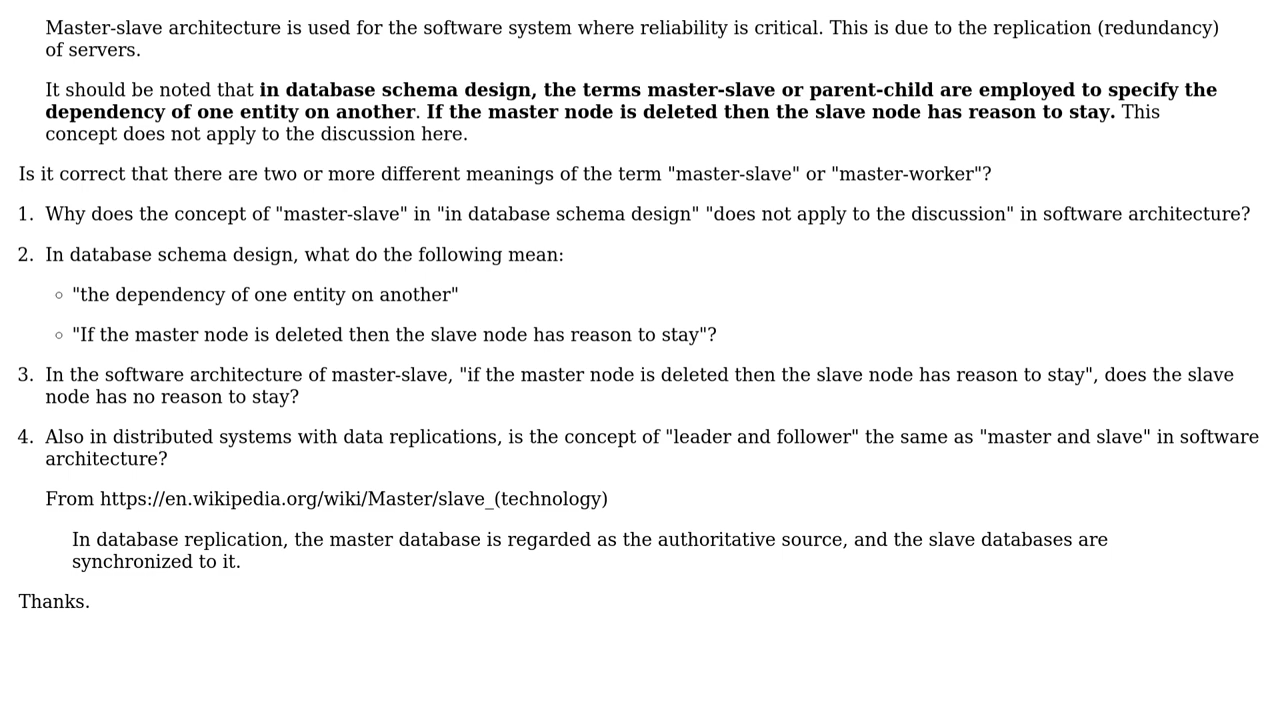 Master-slave architecture is used for the software system where reliability is critical. This is due to the replication (redundancy)
of servers.
It should be noted that in database schema design, the terms master-slave or parent-child are employed to specify the
dependency of one entity on another. If the master node is deleted then the slave node has reason to stay. This
concept does not apply to the discussion here.
Is it correct that there are two or more different meanings of the term "master-slave" or "master-worker"?
1. Why does the concept of "master-slave" in "in database schema design" "does not apply to the discussion" in software architecture?
2. In database schema design, what do the following mean:
◦ "the dependency of one entity on another"
◦ "If the master node is deleted then the slave node has reason to stay"?
3. In the software architecture of master-slave, "if the master node is deleted then the slave node has reason to stay", does the slave
node has no reason to stay?
4. Also in distributed systems with data replications, is the concept of "leader and follower" the same as "master and slave" in software
architecture?
From https://en.wikipedia.org/wiki/Master/slave_(technology)
In database replication, the master database is regarded as the authoritative source, and the slave databases are
synchronized to it.
Thanks.